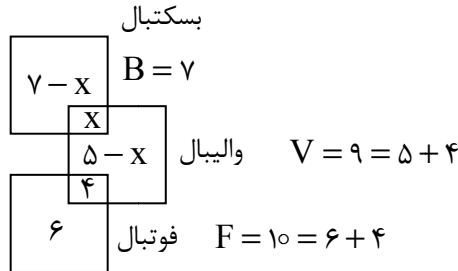 بسکتبال
۷ − x
B = ۷
x
۵ − x
والیبال
V = ۹ = ۵ + ۴
۴
۶
فوتبال
F = ۱۰ = ۶ + ۴